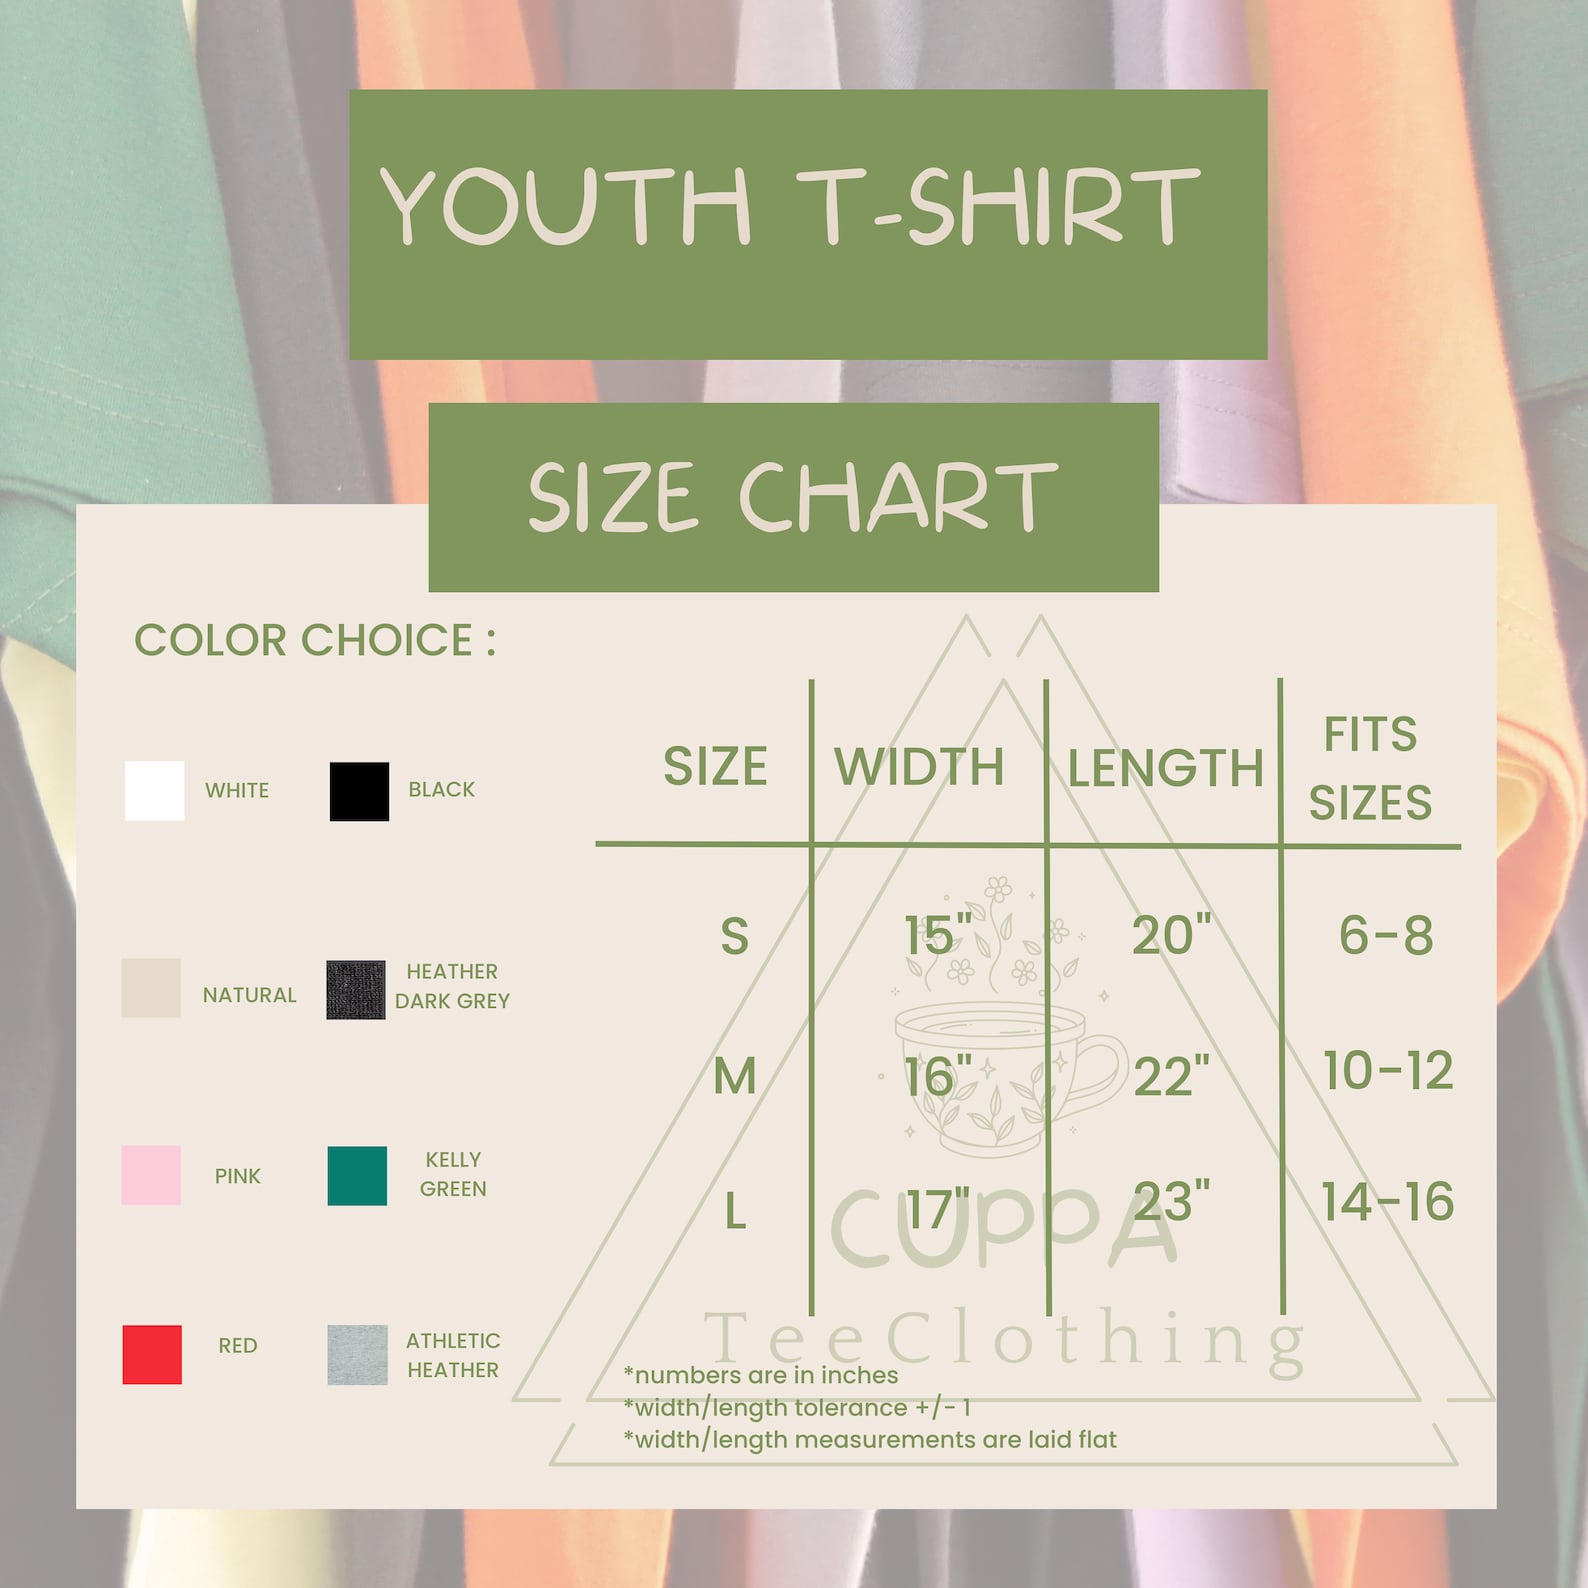 YOUTH T-SHIRT
SIZE CHART
COLOR CHOICE :
WHITE
BLACK
NATURAL
HEATHER
DARK GREY
PINK
KELLY
GREEN
RED
ATHLETIC
HEATHER
SIZE WIDTH LENGTH FITS
SIZES
S 15" 20" 6-8
M 16" 22" 10-12
L 17" 23" 14-16
CUPPA
TeeClothing
*numbers are in inches
*width/length tolerance +/- 1
*width/length measurements are laid flat